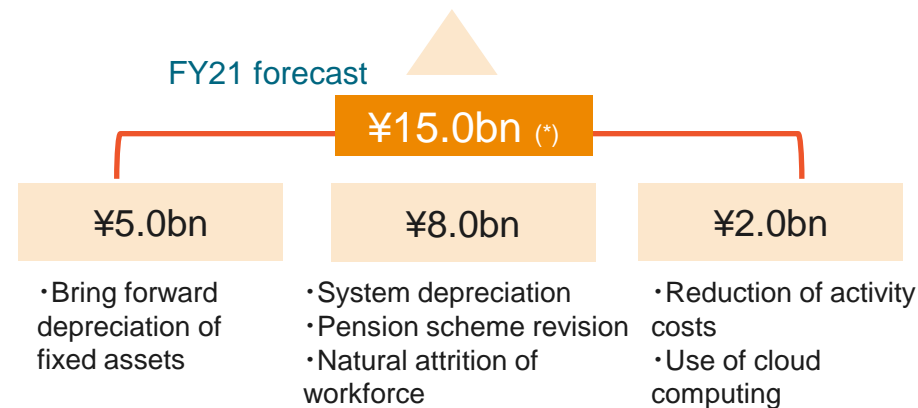 FY21 forecast
¥15.0bn (*)
¥5.0bn
・Bring forward
depreciation of
fixed assets
¥8.0bn
・System depreciation
・Pension scheme revision
・Natural attrition of
workforce
¥2.0bn
・Reduction of activity
costs
・Use of cloud
computing